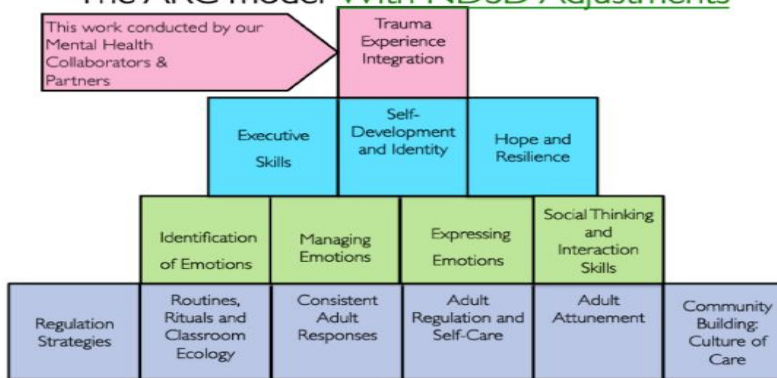 The ARC model With NDSD Adjustments
This work conducted by our
Mental Health
Collaborators &
Partners
Trauma
Experience
Integration
Executive
Skills
Self-
Development
and Identity
Hope and
Resilience
Identification
of Emotions
Managing
Emotions
Expressing
Emotions
Social Thinking
and
Interaction
Skills
Regulation
Strategies
Routines,
Rituals and
Classroom
Ecology
Consistent
Adult
Responses
Adult
Regulation and
Self-Care
Adult
Attunement
Community
Building:
Culture of
Care